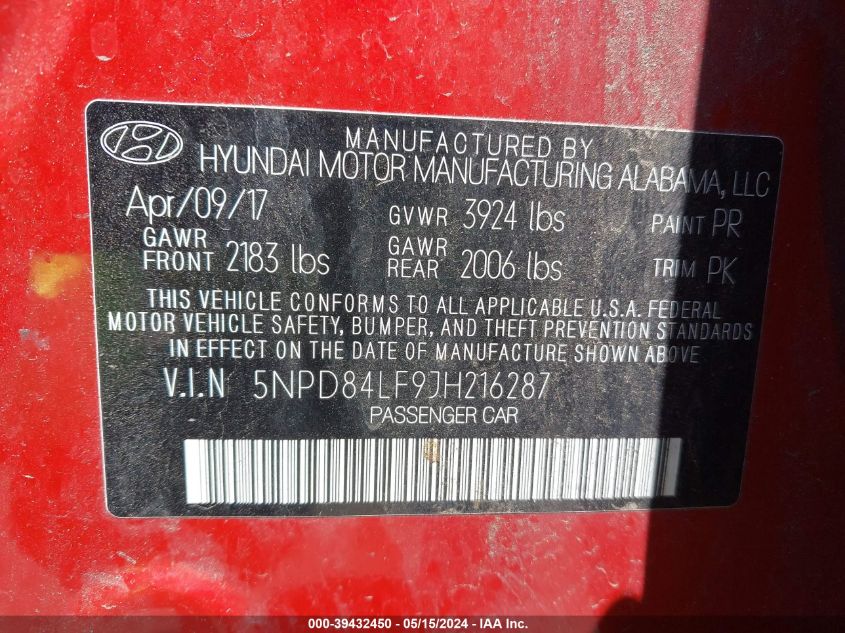 MANUFACTURED BY
HYUNDAI MOTOR MANUFACTURING ALABAMA, LLC
Apr/09/17 GVWR 3924 lbs PAINT PR
GAWR FRONT 2183 lbs GAWR REAR 2006 lbs TRIM PK
THIS VEHICLE CONFORMS TO ALL APPLICABLE U.S.A. FEDERAL
MOTOR VEHICLE SAFETY, BUMPER, AND THEFT PREVENTION STANDARDS
IN EFFECT ON THE DATE OF MANUFACTURE SHOWN ABOVE.
V.I.N 5NPD84LF9JH216287
PASSENGER CAR
000-39432450 - 05/15/2024 - IAA Inc.